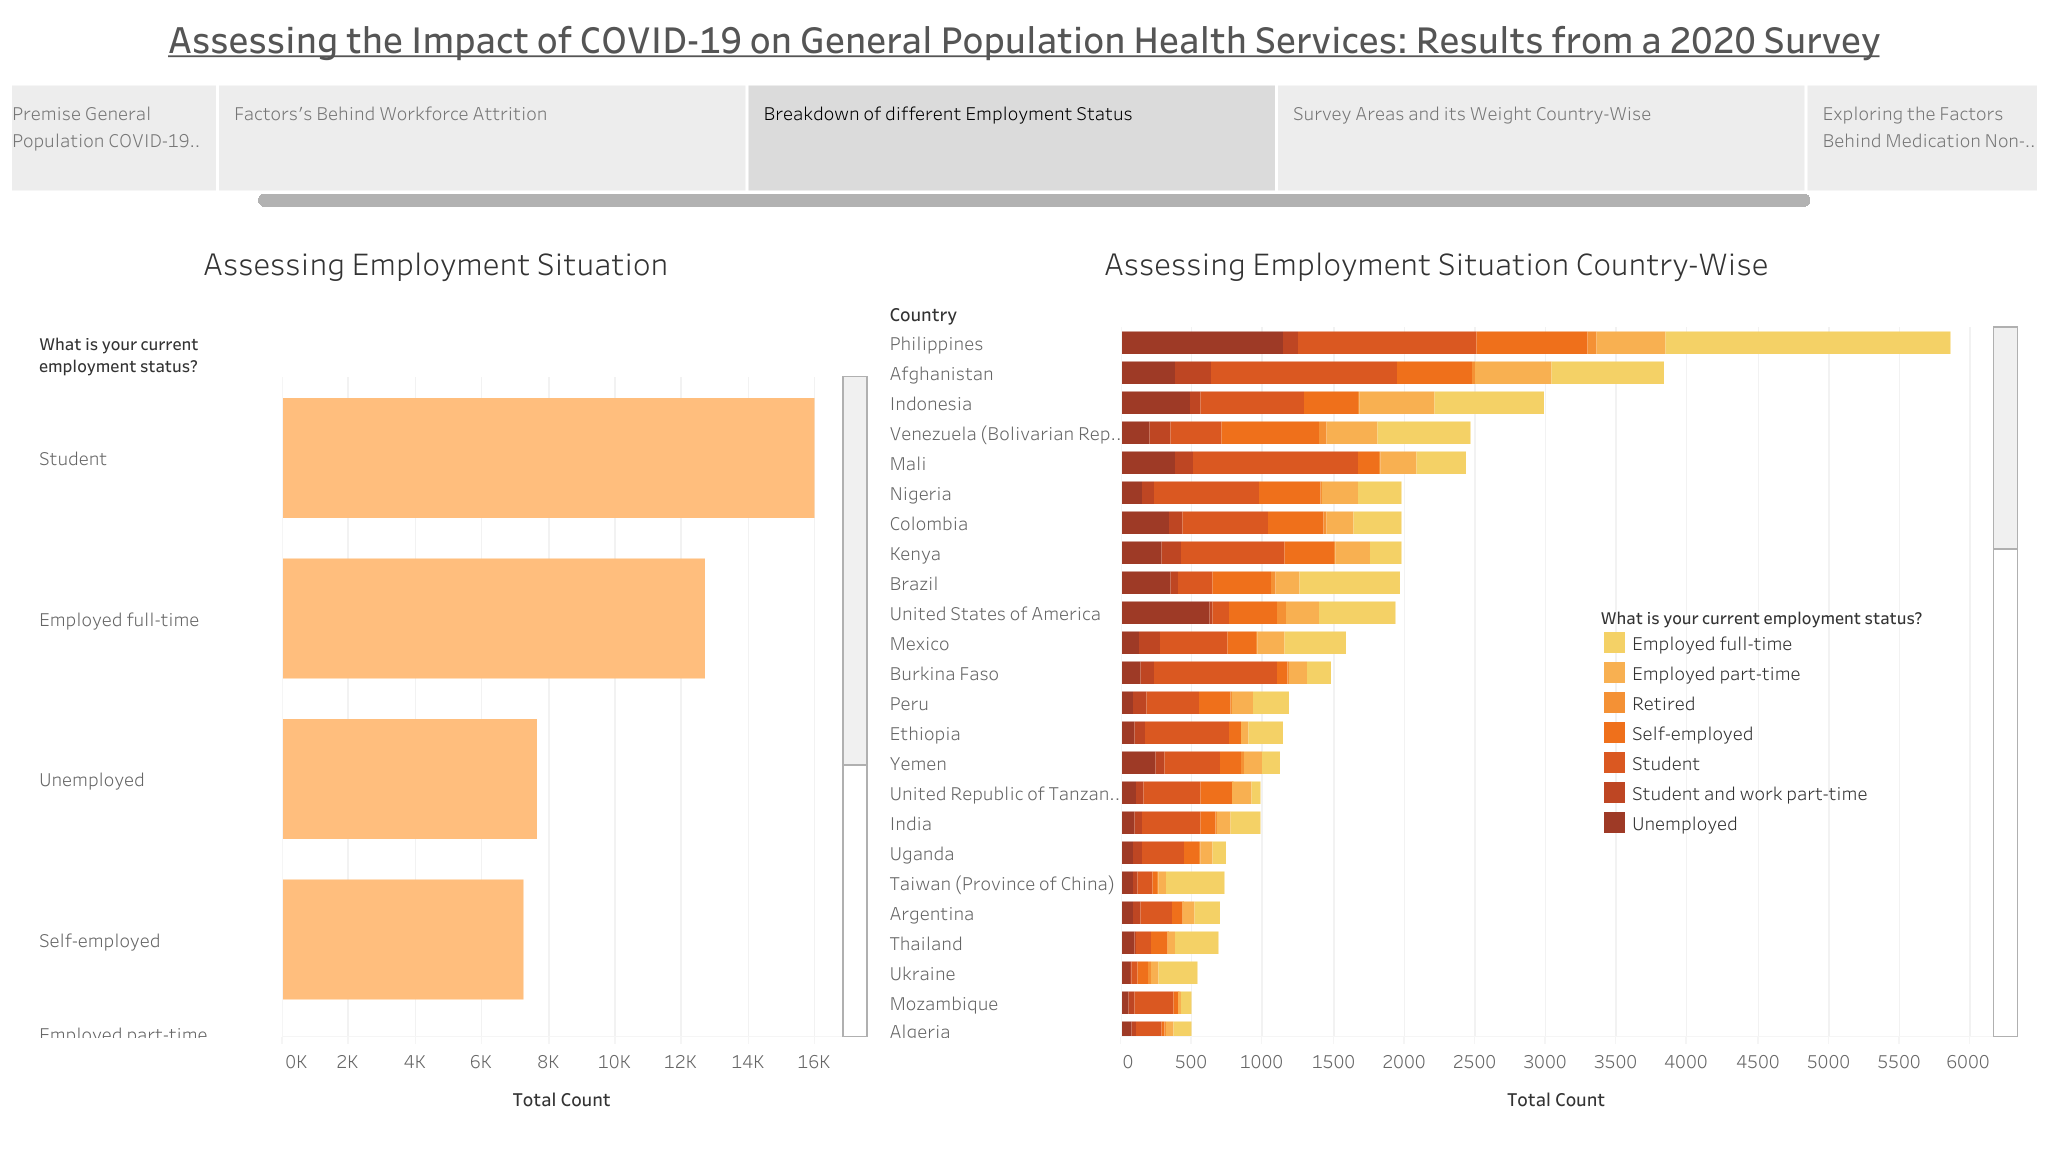 Assessing the Impact of COVID-19 on General Population Health Services: Results from a 2020 Survey
Premise General
Population COVID-19..
Factors's Behind Workforce Attrition
Breakdown of different Employment Status
Survey Areas and its Weight Country-Wise
Exploring the Factors
Behind Medication Non-..
Assessing Employment Situation
What is your current
employment status?
Student
Employed full-time
Unemployed
Self-employed
Employed part-time
0K 2K 4K 6K 8K 10K 12K 14K 16K
Total Count
Assessing Employment Situation Country-Wise
Country
Philippines
Afghanistan
Indonesia
Venezuela (Bolivarian Rep..
Mali
Nigeria
Colombia
Kenya
Brazil
United States of America
Mexico
Burkina Faso
Peru
Ethiopia
Yemen
United Republic of Tanzan..
India
Uganda
Taiwan (Province of China)
Argentina
Thailand
Ukraine
Mozambique
Algeria
0 500 1000 1500 2000 2500 3000 3500 4000 4500 5000 5500 6000
Total Count
What is your current employment status?
Employed full-time
Employed part-time
Retired
Self-employed
Student
Student and work part-time
Unemployed